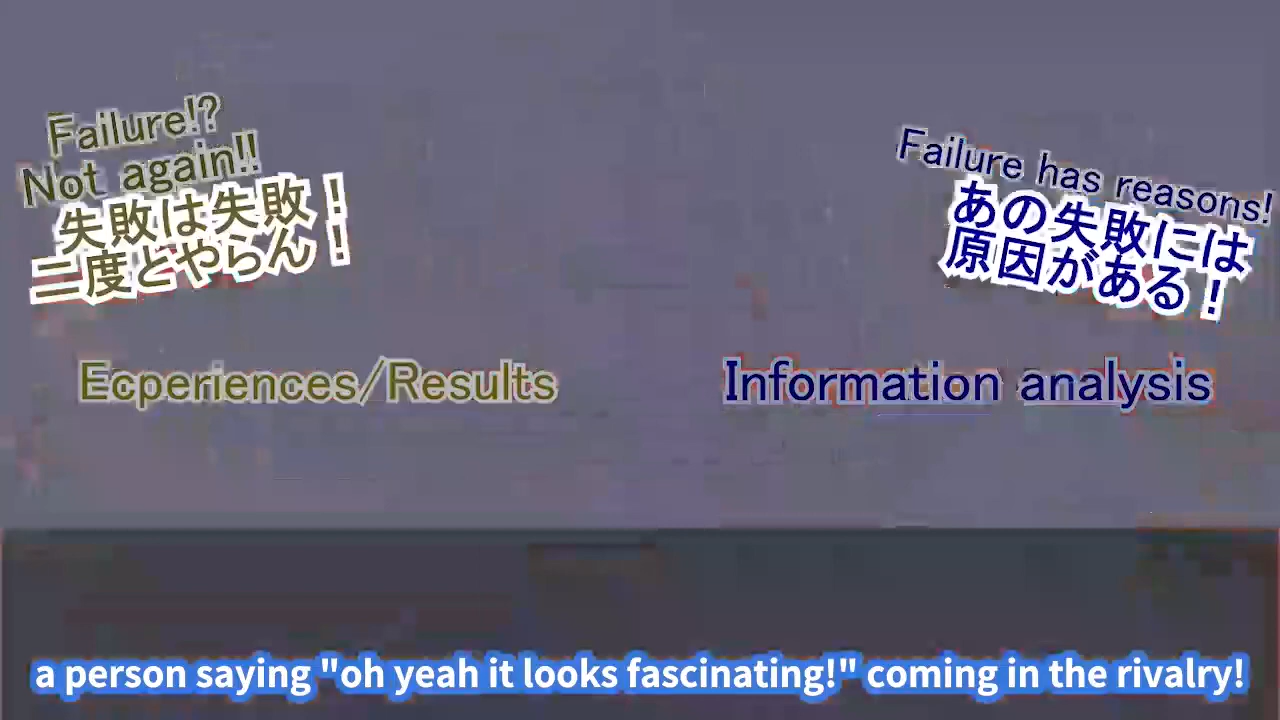 Failure!?
Not again!!
失敗は失敗！
二度とやらん！
Failure has reasons!
あの失敗には
原因がある！
Ecperiences/Results
Information analysis
a person saying "oh yeah it looks fascinating!" coming in the rivalry!